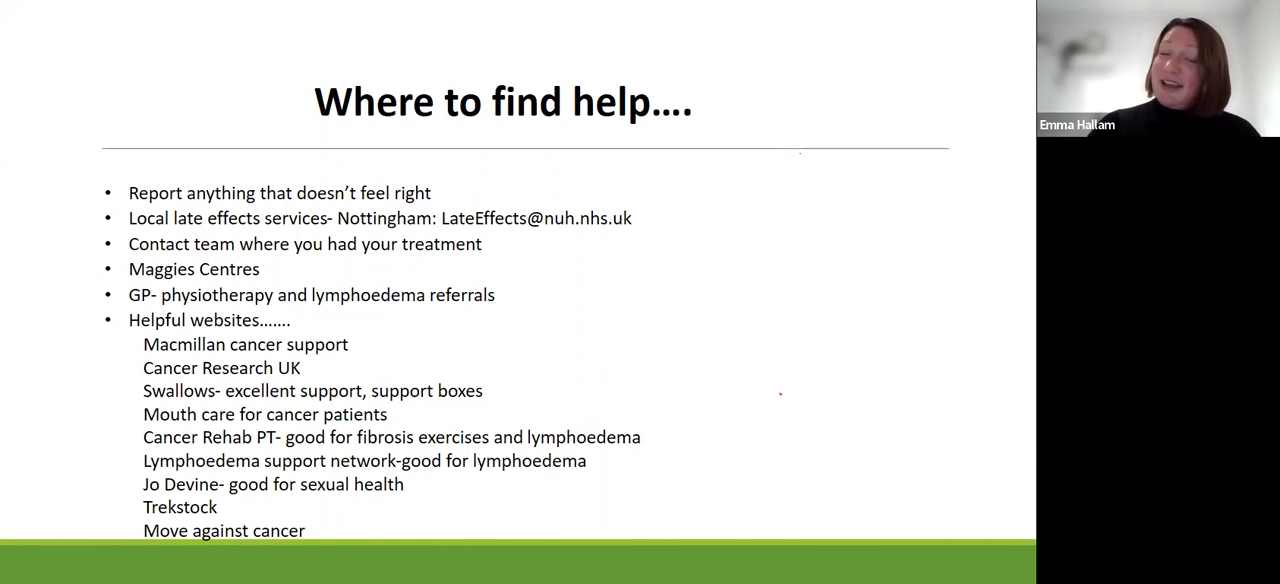 Where to find help....
• Report anything that doesn't feel right
• Local late effects services- Nottingham: LateEffects@nuh.nhs.uk
• Contact team where you had your treatment
• Maggies Centres
• GP- physiotherapy and lymphoedema referrals
• Helpful websites.......
Macmillan cancer support
Cancer Research UK
Swallows- excellent support, support boxes
Mouth care for cancer patients
Cancer Rehab PT- good for fibrosis exercises and lymphoedema
Lymphoedema support network-good for lymphoedema
Jo Devine- good for sexual health
Trekstock
Move against cancer
Emma Hallam